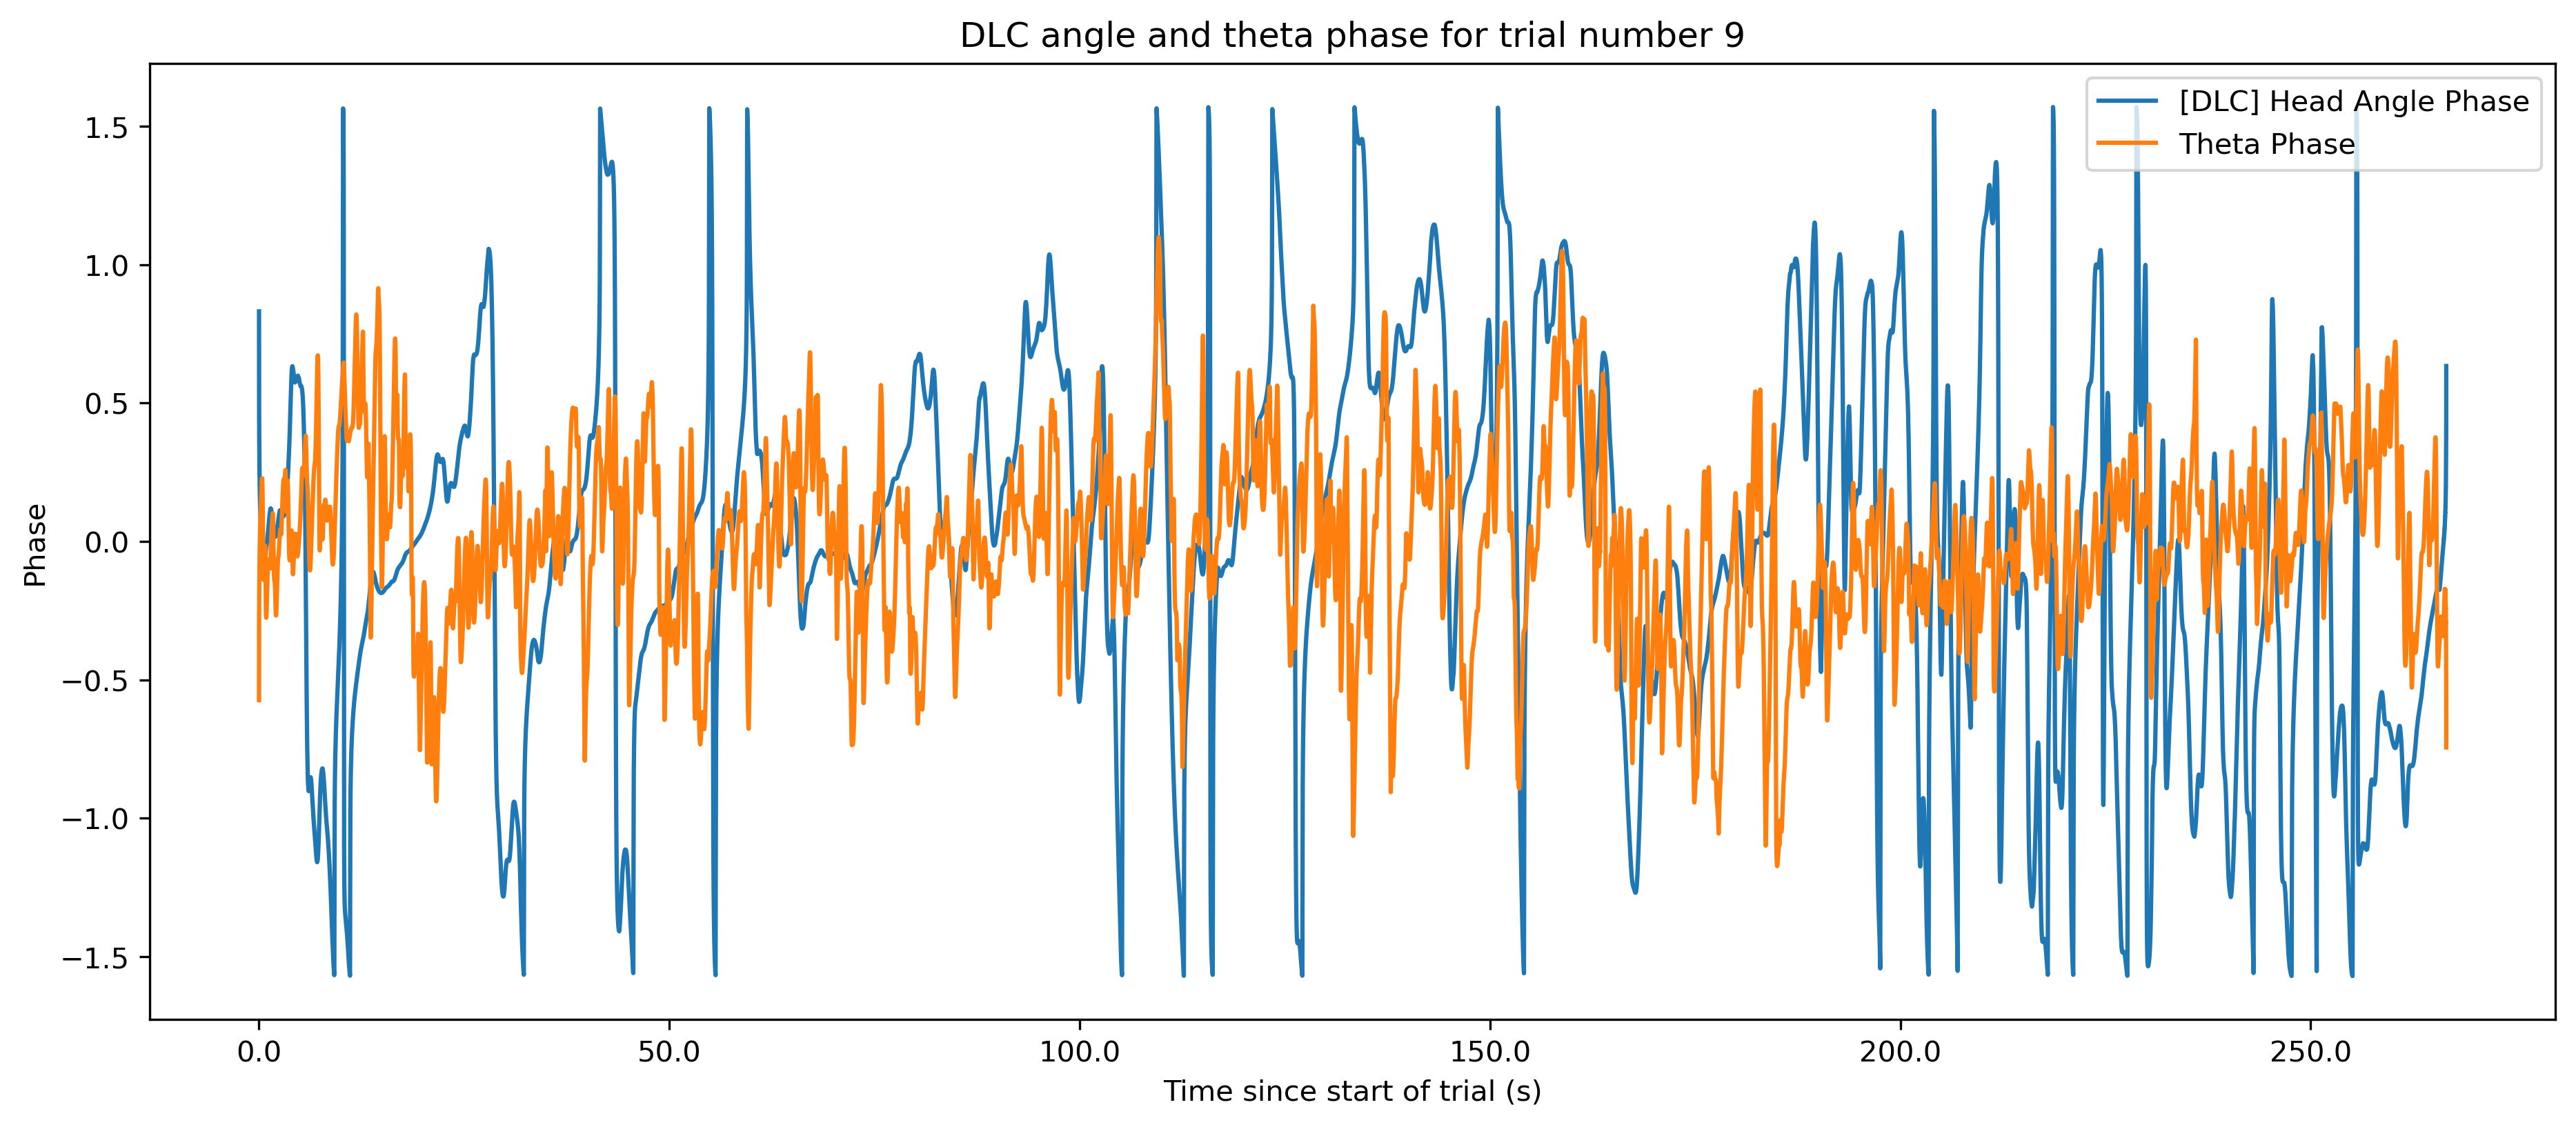 DLC angle and theta phase for trial number 9
[DLC] Head Angle Phase
Theta Phase
1.5
1.0
0.5
0.0
−0.5
−1.0
−1.5
Phase
0.0 50.0 100.0 150.0 200.0 250.0
Time since start of trial (s)